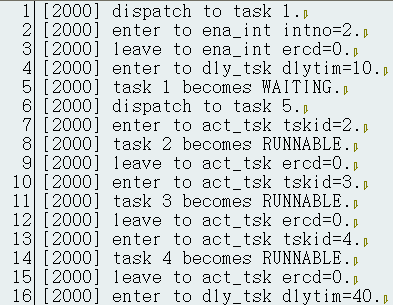 1 [2000] dispatch to task 1.
2 [2000] enter to ena_int intno=2.
3 [2000] leave to ena_int ercd=0.
4 [2000] enter to dly_tsk dlytim=10.
5 [2000] task 1 becomes WAITING.
6 [2000] dispatch to task 5.
7 [2000] enter to act_tsk tskid=2.
8 [2000] task 2 becomes RUNNABLE.
9 [2000] leave to act_tsk ercd=0.
10 [2000] enter to act_tsk tskid=3.
11 [2000] task 3 becomes RUNNABLE.
12 [2000] leave to act_tsk ercd=0.
13 [2000] enter to act_tsk tskid=4.
14 [2000] task 4 becomes RUNNABLE.
15 [2000] leave to act_tsk ercd=0.
16 [2000] enter to dly_tsk dlytim=40.